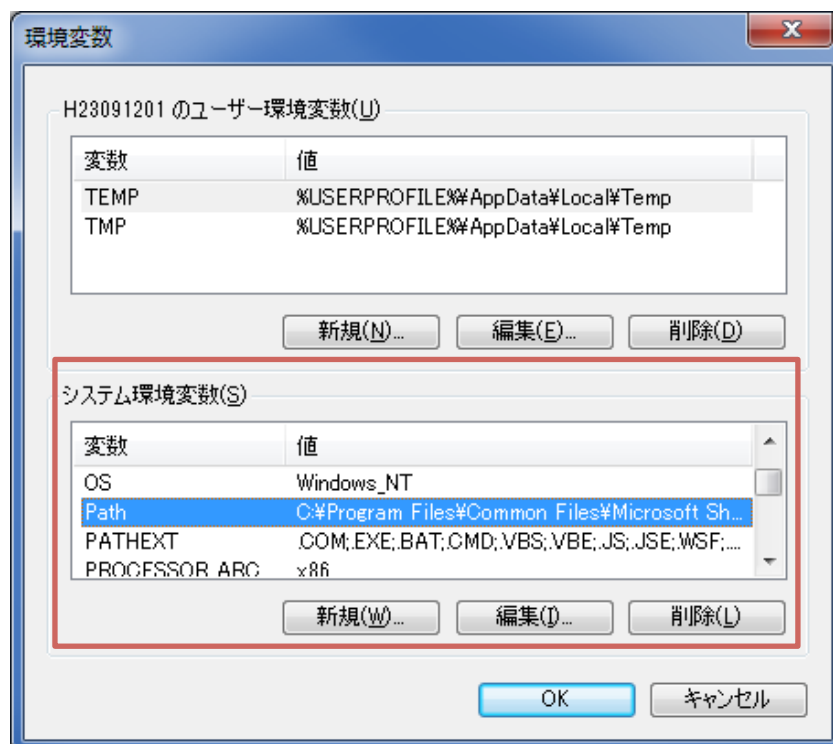 環境変数
H23091201 のユーザー環境変数(U)
変数 値
TEMP %USERPROFILE%¥AppData¥Local¥Temp
TMP %USERPROFILE%¥AppData¥Local¥Temp
新規(N)... 編集(E)... 削除(D)
システム環境変数(S)
変数 値
OS Windows_NT
Path C:¥Program Files¥Common Files¥Microsoft Sh...
PATHEXT .COM;.EXE;.BAT;.CMD;.VBS;.VBE;.JS;.JSE;.WSF;....
PROCESSOR_ARC... x86
新規(W)... 編集(I)... 削除(L)
OK キャンセル